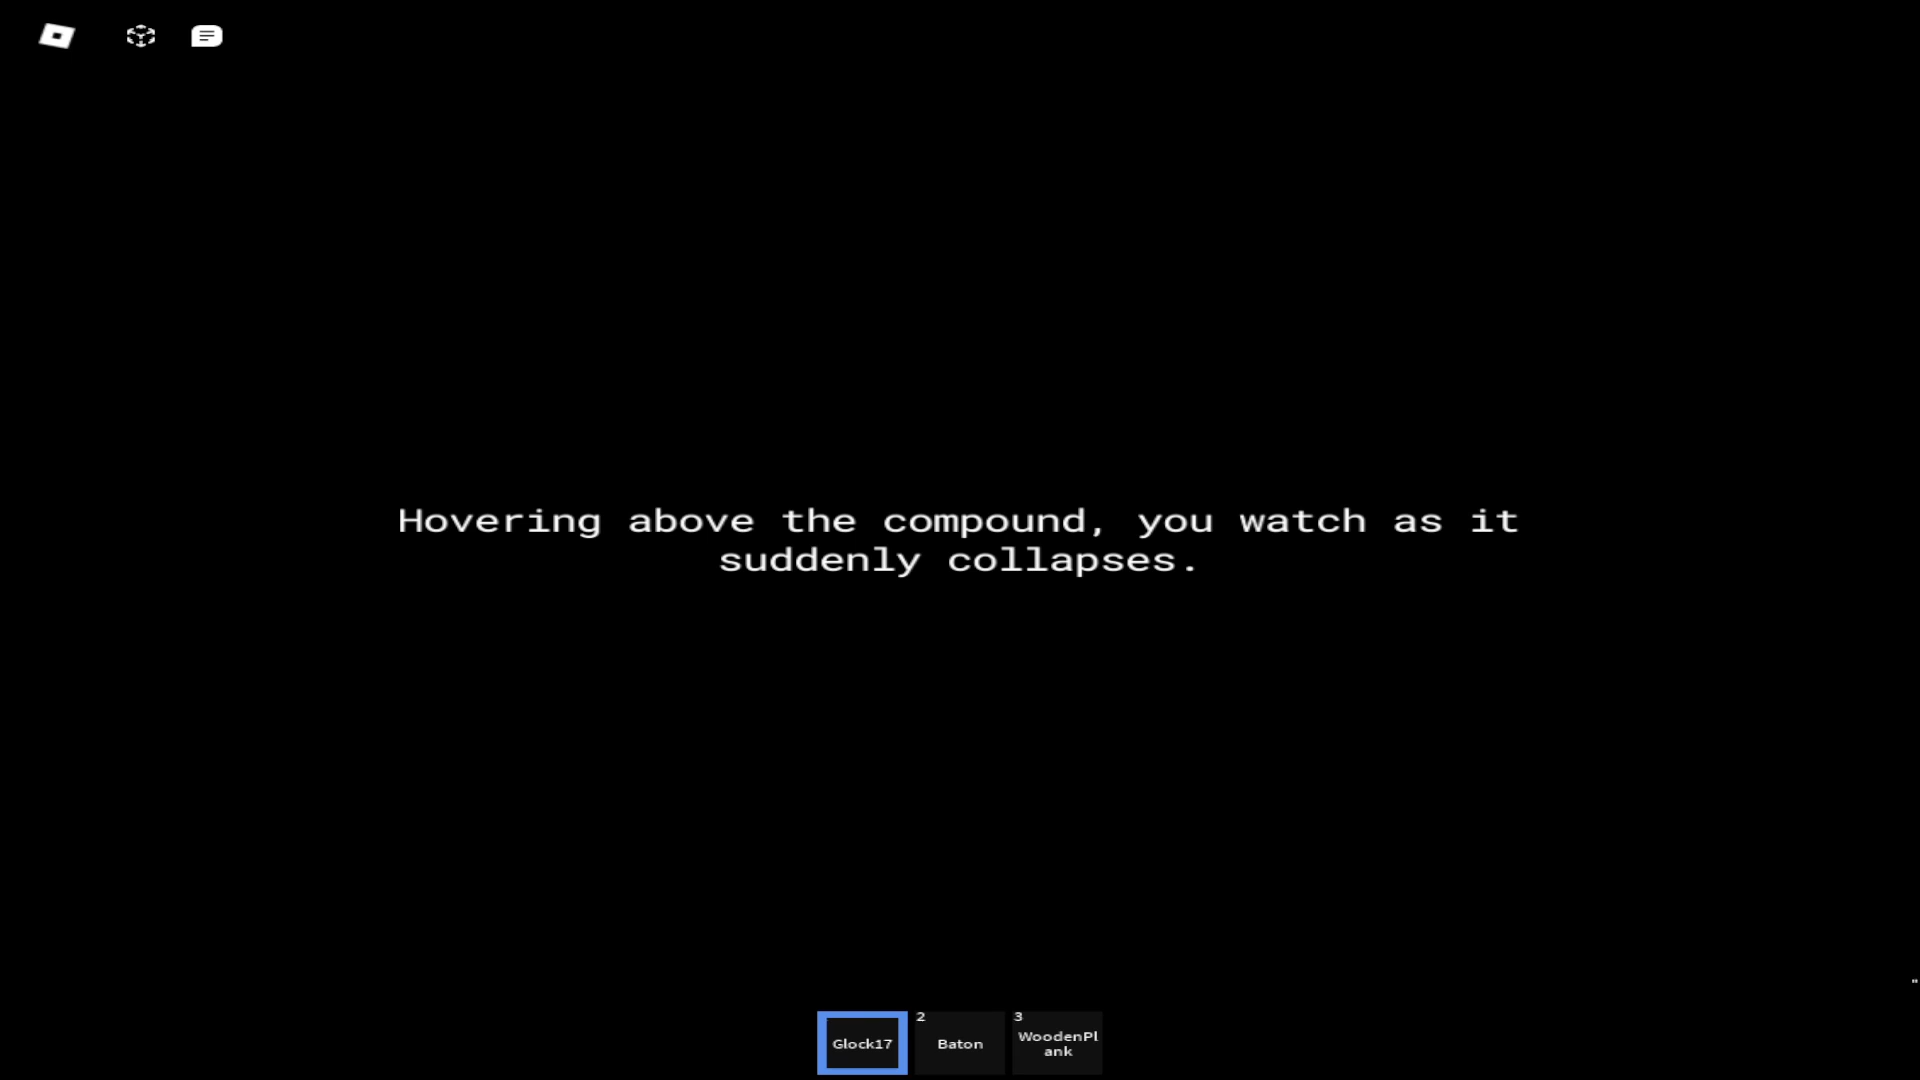 Hovering above the compound, you watch as it
suddenly collapses.
Glock17
2
Baton
3
WoodenPl
ank